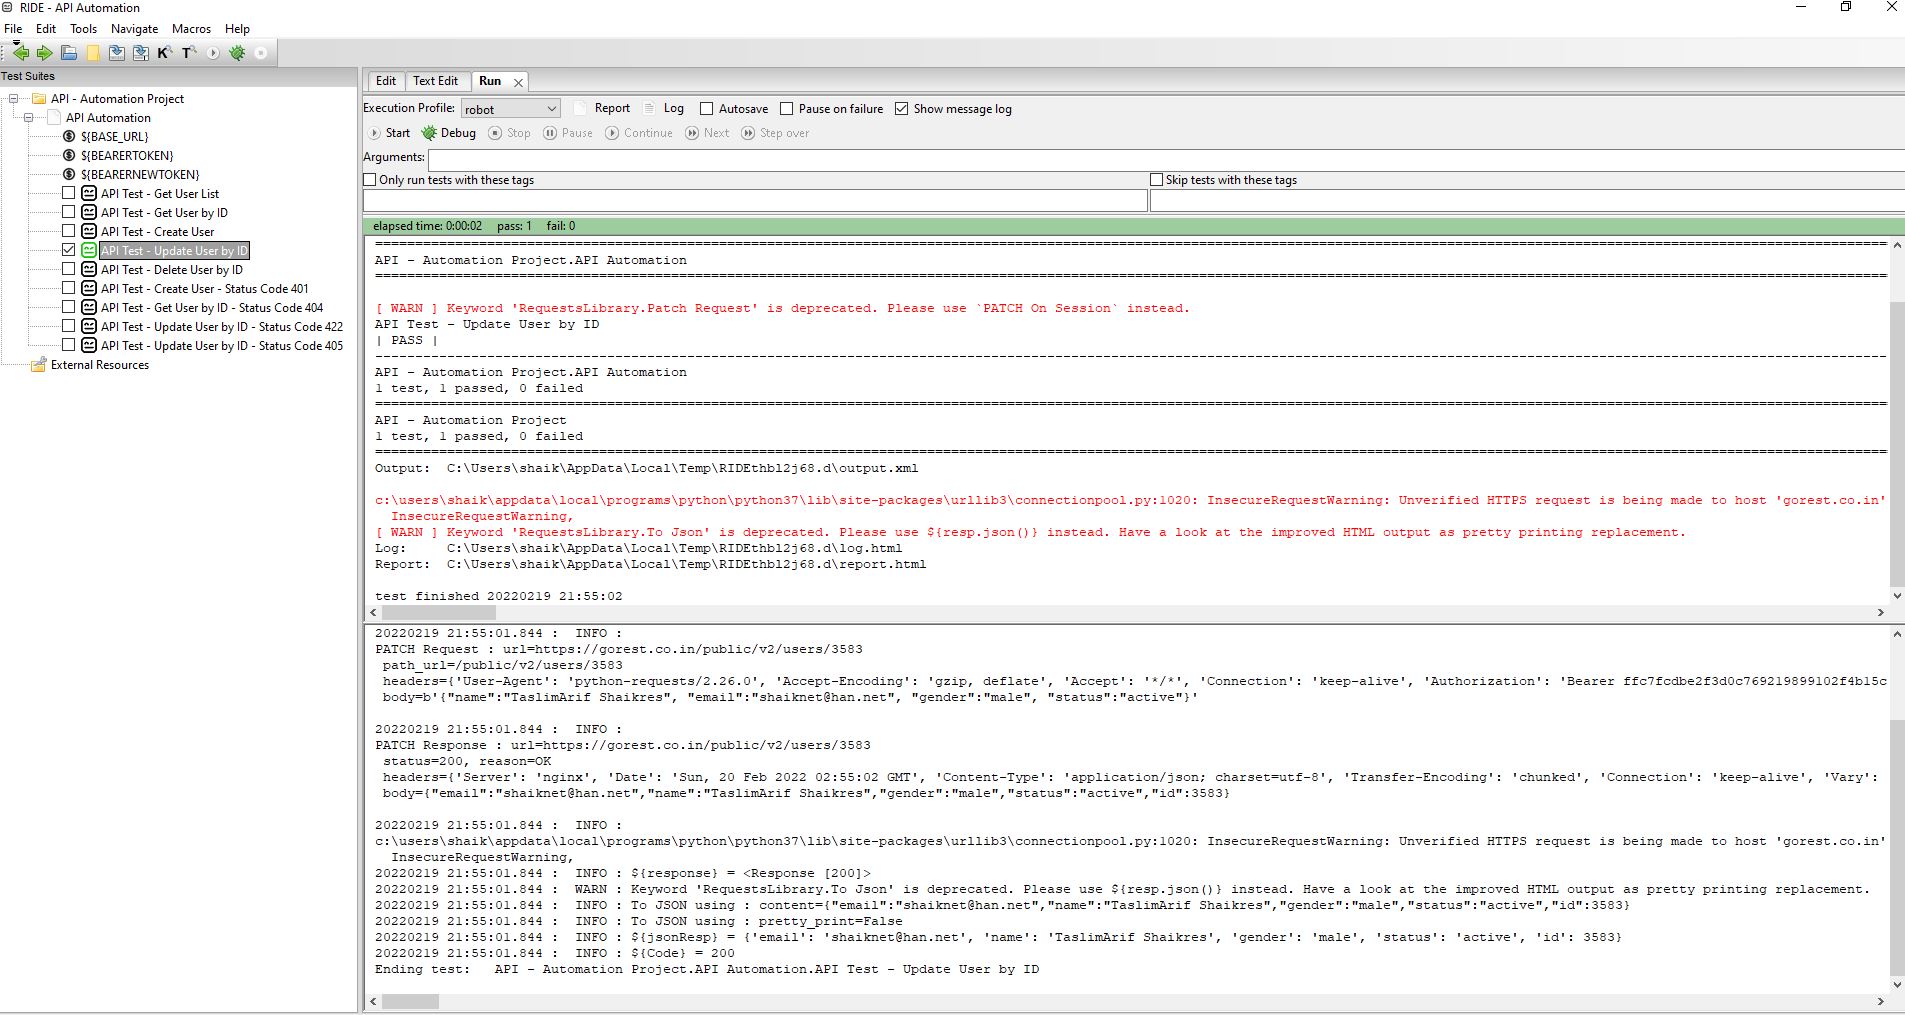 RIDE - API Automation
File Edit Tools Navigate Macros Help
Test Suites
API - Automation Project
API Automation
${BASE_URL}
${BEARERTOKEN}
${BEARERNEWTOKEN}
API Test - Get User List
API Test - Get User by ID
API Test - Create User
API Test - Update User by ID
API Test - Delete User by ID
API Test - Create User - Status Code 401
API Test - Get User by ID - Status Code 404
API Test - Update User by ID - Status Code 422
API Test - Update User by ID - Status Code 405
External Resources
Edit Text Edit Run
Execution Profile: robot Report Log Autosave Pause on failure Show message log
Start Debug Stop Pause Continue Next Step over
Arguments:
Only run tests with these tags Skip tests with these tags
elapsed time: 0:00:02 pass: 1 fail: 0
API - Automation Project.API Automation
[ WARN ] Keyword 'RequestsLibrary.Patch Request' is deprecated. Please use `PATCH On Session` instead.
API Test - Update User by ID
| PASS |
API - Automation Project.API Automation
1 test, 1 passed, 0 failed
API - Automation Project
1 test, 1 passed, 0 failed
Output: C:\Users\shaik\AppData\Local\Temp\RIDEthbl2j68.d\output.xml
c:\users\shaik\appdata\local\programs\python\python37\lib\site-packages\urllib3\connectionpool.py:1020: InsecureRequestWarning: Unverified HTTPS request is being made to host 'gorest.co.in'
InsecureRequestWarning,
[ WARN ] Keyword 'RequestsLibrary.To Json' is deprecated. Please use ${resp.json()} instead. Have a look at the improved HTML output as pretty printing replacement.
Log: C:\Users\shaik\AppData\Local\Temp\RIDEthbl2j68.d\log.html
Report: C:\Users\shaik\AppData\Local\Temp\RIDEthbl2j68.d\report.html
test finished 20220219 21:55:02
20220219 21:55:01.844 : INFO :
PATCH Request : url=https://gorest.co.in/public/v2/users/3583
path_url=/public/v2/users/3583
headers={'User-Agent': 'python-requests/2.26.0', 'Accept-Encoding': 'gzip, deflate', 'Accept': '*/*', 'Connection': 'keep-alive', 'Authorization': 'Bearer ffc7fcdbe2f3d0c769219899102f4b15c
body=b'{"name":"TaslimArif Shaikres", "email":"shaiknet@han.net", "gender":"male", "status":"active"}'
20220219 21:55:01.844 : INFO :
PATCH Response : url=https://gorest.co.in/public/v2/users/3583
status=200, reason=OK
headers={'Server': 'nginx', 'Date': 'Sun, 20 Feb 2022 02:55:02 GMT', 'Content-Type': 'application/json; charset=utf-8', 'Transfer-Encoding': 'chunked', 'Connection': 'keep-alive', 'Vary':
body={"email":"shaiknet@han.net","name":"TaslimArif Shaikres","gender":"male","status":"active","id":3583}
20220219 21:55:01.844 : INFO :
c:\users\shaik\appdata\local\programs\python\python37\lib\site-packages\urllib3\connectionpool.py:1020: InsecureRequestWarning: Unverified HTTPS request is being made to host 'gorest.co.in'
InsecureRequestWarning,
20220219 21:55:01.844 : INFO : ${response} = <Response [200]>
20220219 21:55:01.844 : WARN : Keyword 'RequestsLibrary.To Json' is deprecated. Please use ${resp.json()} instead. Have a look at the improved HTML output as pretty printing replacement.
20220219 21:55:01.844 : INFO : To JSON using : content={"email":"shaiknet@han.net","name":"TaslimArif Shaikres","gender":"male","status":"active","id":3583}
20220219 21:55:01.844 : INFO : To JSON using : pretty_print=False
20220219 21:55:01.844 : INFO : ${jsonResp} = {'email': 'shaiknet@han.net', 'name': 'TaslimArif Shaikres', 'gender': 'male', 'status': 'active', 'id': 3583}
20220219 21:55:01.844 : INFO : ${Code} = 200
Ending test: API - Automation Project.API Automation.API Test - Update User by ID